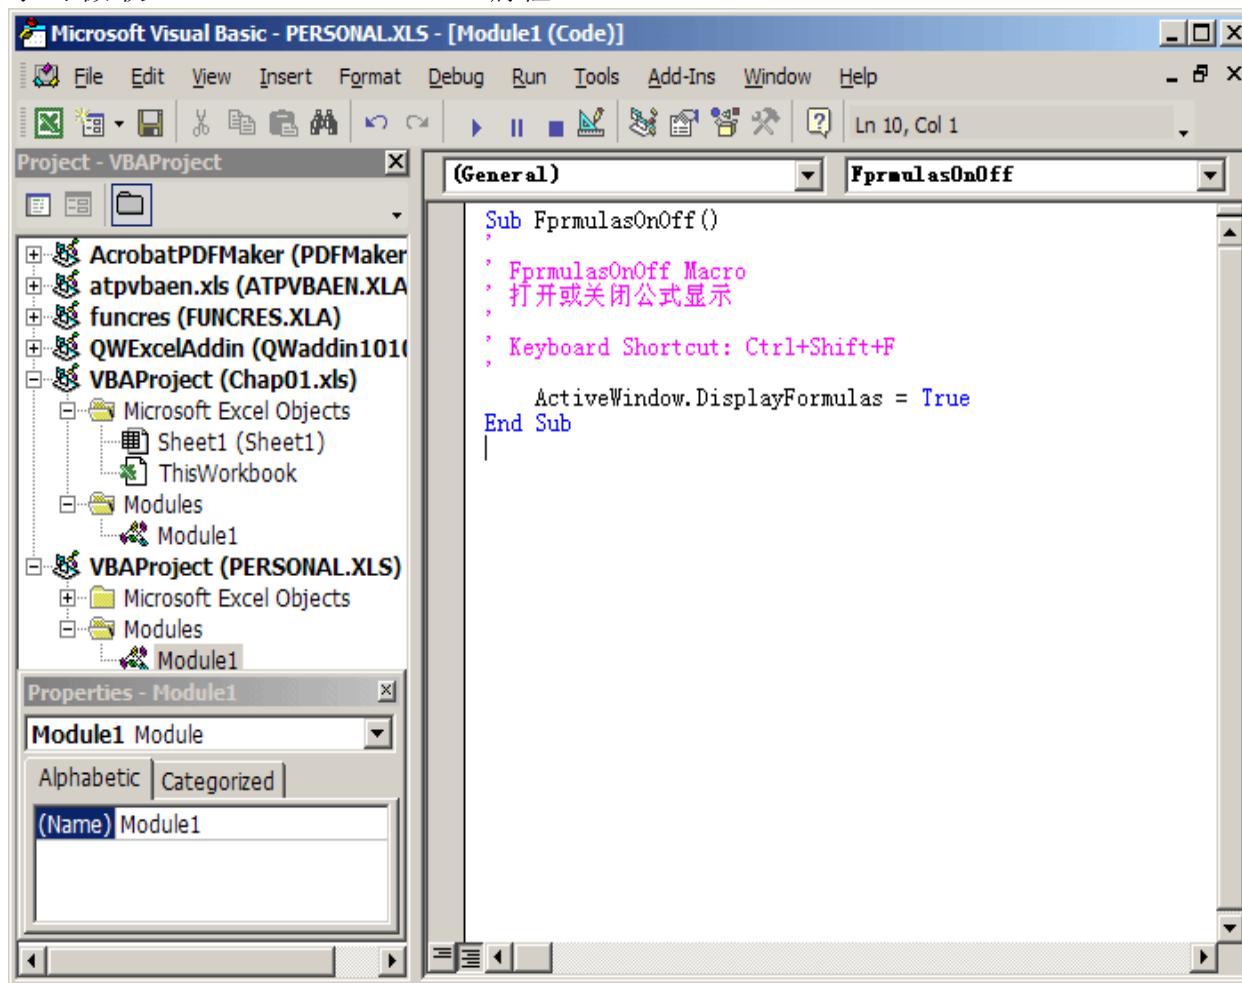 Microsoft Visual Basic - PERSONAL.XLS - [Module1 (Code)]
File Edit View Insert Format Debug Run Tools Add-Ins Window Help
Ln 10, Col 1
Project - VBAProject
(General)
FprmulasOnOff
AcrobatPDFMaker (PDFMaker
atpvbaen.xls (ATPVBAEN.XLA
funcres (FUNCRES.XLA)
QWExcelAddin (QWaddin101(
VBAProject (Chap01.xls)
Microsoft Excel Objects
Sheet1 (Sheet1)
ThisWorkbook
Modules
Module1
VBAProject (PERSONAL.XLS)
Microsoft Excel Objects
Modules
Module1
Properties - Module1
Module1 Module
Alphabetic Categorized
(Name) Module1
Sub FprmulasOnOff()
'
' FprmulasOnOff Macro
' 打开或关闭公式显示
'
' Keyboard Shortcut: Ctrl+Shift+F
'
ActiveWindow.DisplayFormulas = True
End Sub